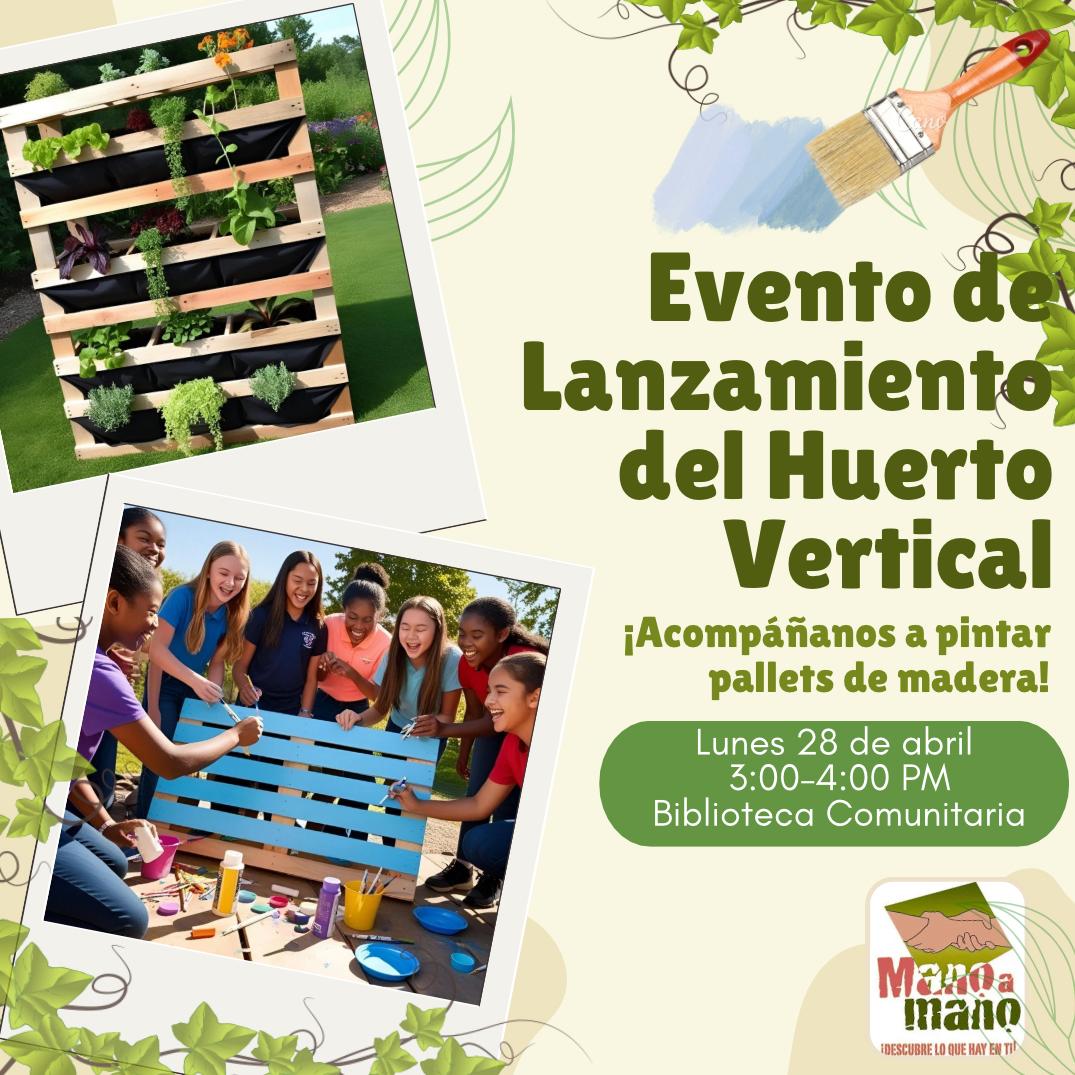 Evento de
Lanzamiento
del Huerto
Vertical
¡Acompáñanos a pintar
pallets de madera!
Lunes 28 de abril
3:00-4:00 PM
Biblioteca Comunitaria
Mano a
mano
¡DESCUBRE LO QUE HAY EN TI!